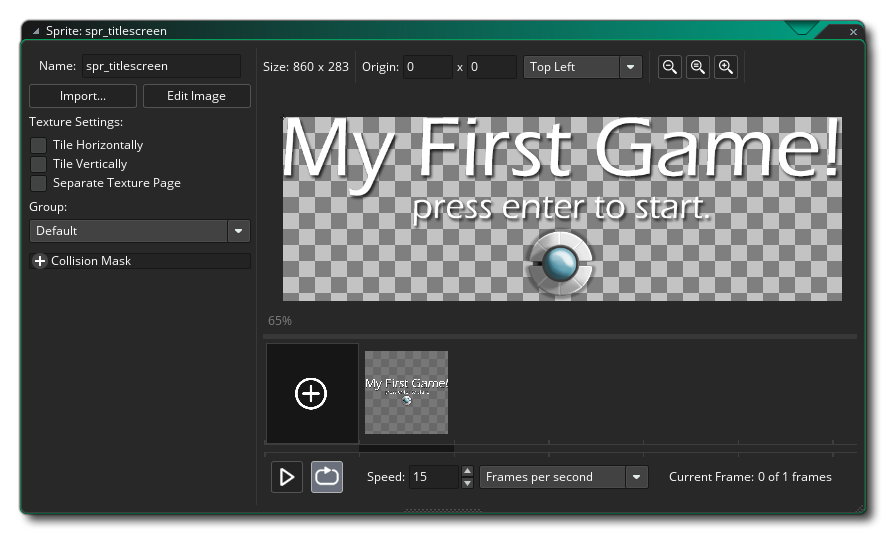 Sprite: spr_titlescreen
Name: spr_titlescreen
Import... Edit Image
Texture Settings:
Tile Horizontally
Tile Vertically
Separate Texture Page
Group:
Default
Collision Mask
Size: 860 x 283 Origin: 0 x 0 Top Left
My First Game!
press enter to start.
65%
My First Game!
Speed: 15 Frames per second Current Frame: 0 of 1 frames